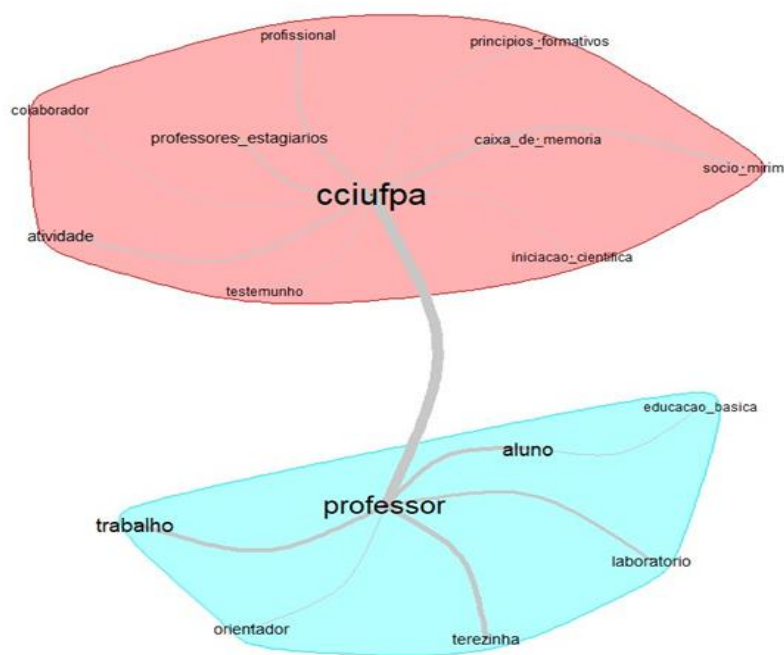 profissional
principios_formativos
colaborador
professores_estagiarios
caixa_de_memoria
socio_mirim
cciufpa
atividade
iniciacao_cientifica
testemunho
educacao_basica
aluno
professor
trabalho
laboratorio
orientador
terezinha